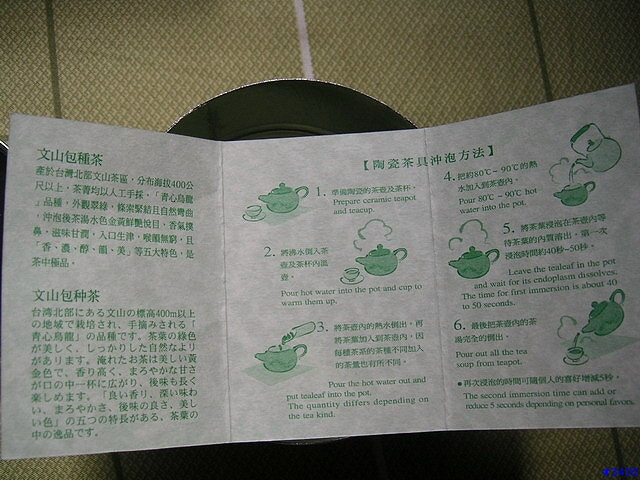 文山包種茶
產於台灣北部文山茶區，分布海拔400公
尺以上，茶菁均以人工手採，「青心烏龍」
品種，外觀翠綠，條索緊結且自然彎曲
，沖泡後茶湯水色金黃鮮艷悅目，香氣撲
鼻，滋味甘潤，入口生津，喉韻無窮，且
「香、濃、醇、韻、美」等五大特色，是
茶中極品。
文山包种茶
台湾北部にある文山の標高400m以上
の地域で栽培され、手摘みされる「
青心烏龍」の品種です。茶葉の緑色
が美しく、しっかりした自然なより
があります。淹れたお茶は美しい黄
金色で、香り高く、まろやかな甘さ
が口の中一杯に広がり、後味も長く
楽しめます。「良い香り、深い味わ
い、まろやかさ、後味の良さ、美し
い色」の五つの特長がある、茶葉の
中の逸品です。
【陶瓷茶具沖泡方法】
1. 準備陶瓷的茶壺及茶杯。
Prepare ceramic teapot
and teacup.
2. 將沸水倒入茶
壺及茶杯內溫
壺。
Pour hot water into the pot and cup to
warm them up.
3. 將茶壺內的熱水倒出，再
將茶葉加入到茶壺內，因
每種茶茶的茶種不同加入
的茶量也有所不同。
Pour the hot water out and
put tealeaf into the pot.
The quantity differs depending on
the tea kind.
4. 把約80℃－90℃的熱
水加入到茶壺內。
Pour 80℃－90℃ hot
water into the pot.
5. 將茶葉浸泡在茶壺內等
待茶葉的內質溶出，第一次
浸泡時約40秒~50秒。
Leave the tealeaf in the pot
and wait for its endoplasm dissolves.
The time for first immersion is about 40
to 50 seconds.
6. 最後把茶壺內的茶
湯完全的倒出。
Pour out all the tea
soup from teapot.
●再次浸泡的時間可隨個人的喜好增減5秒。
The second immersion time can add or
reduce 5 seconds depending on personal favors.